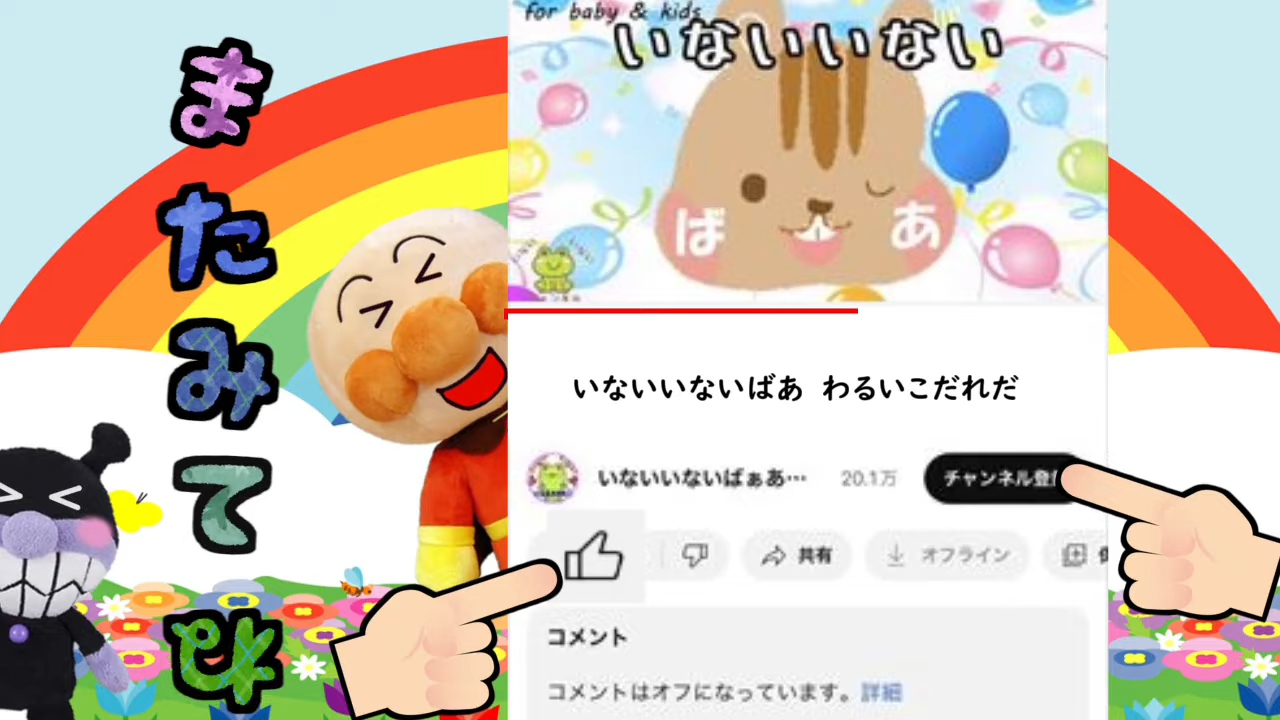 またみてね
for baby & kids
いないいない
ばあ
いないいないばあ わるいこだれだ
いないいないばぁあ… 20.1万 チャンネル登録
共有 オフライン
コメント
コメントはオフになっています。詳細